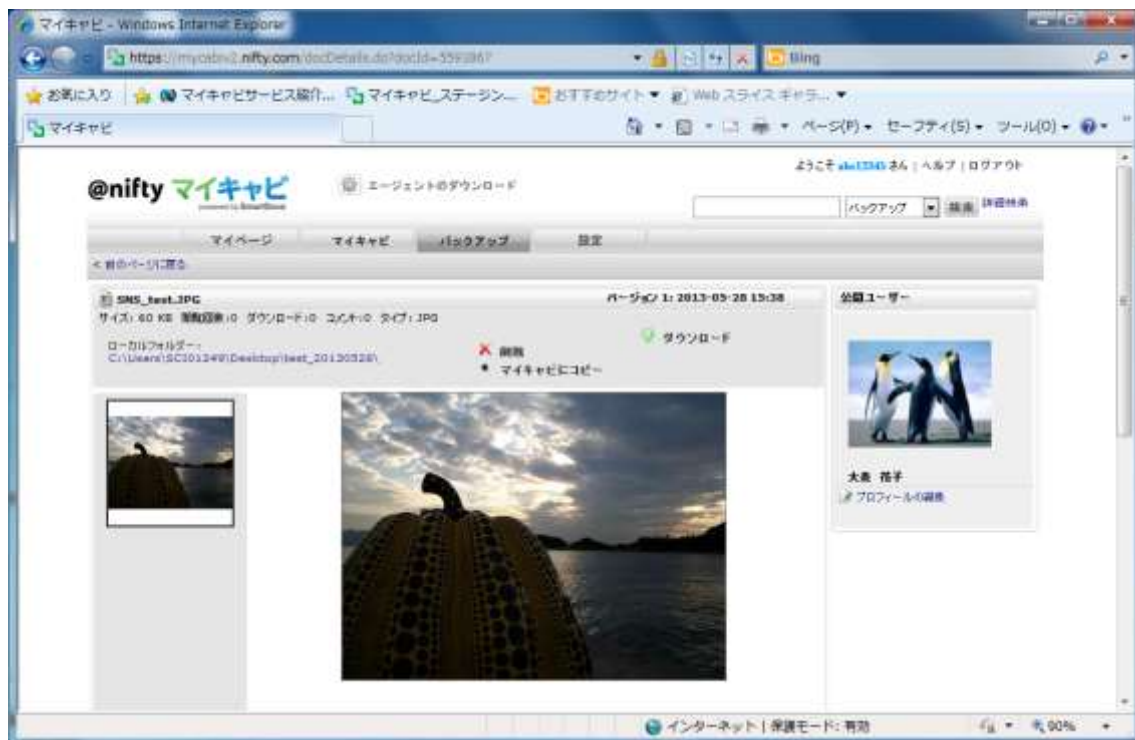 マイキャビ - Windows Internet Explorer
Bing
お気に入り マイキャビサービス紹介... マイキャビ_ステージン... おすすめサイト Web スライス ギャラ...
マイキャビ
ページ(P) セーフティ(S) ツール(O)
ようこそ abc12345 さん | ヘルプ | ログアウト
@nifty マイキャビ
エージェントのダウンロード
バックアップ 検索 詳細検索
マイページ マイキャビ バックアップ 設定
< 前のページに戻る
SNS_test.JPG
バージョン 1: 2013-05-28 15:38
公開ユーザー
サイズ: 60 KB 閲覧回数:0 ダウンロード:0 コメント:0 タイプ: JPG
ダウンロード
ローカルフォルダー:
削除
マイキャビにコピー
花子
プロフィールの編集
インターネット | 保護モード: 有効
90%